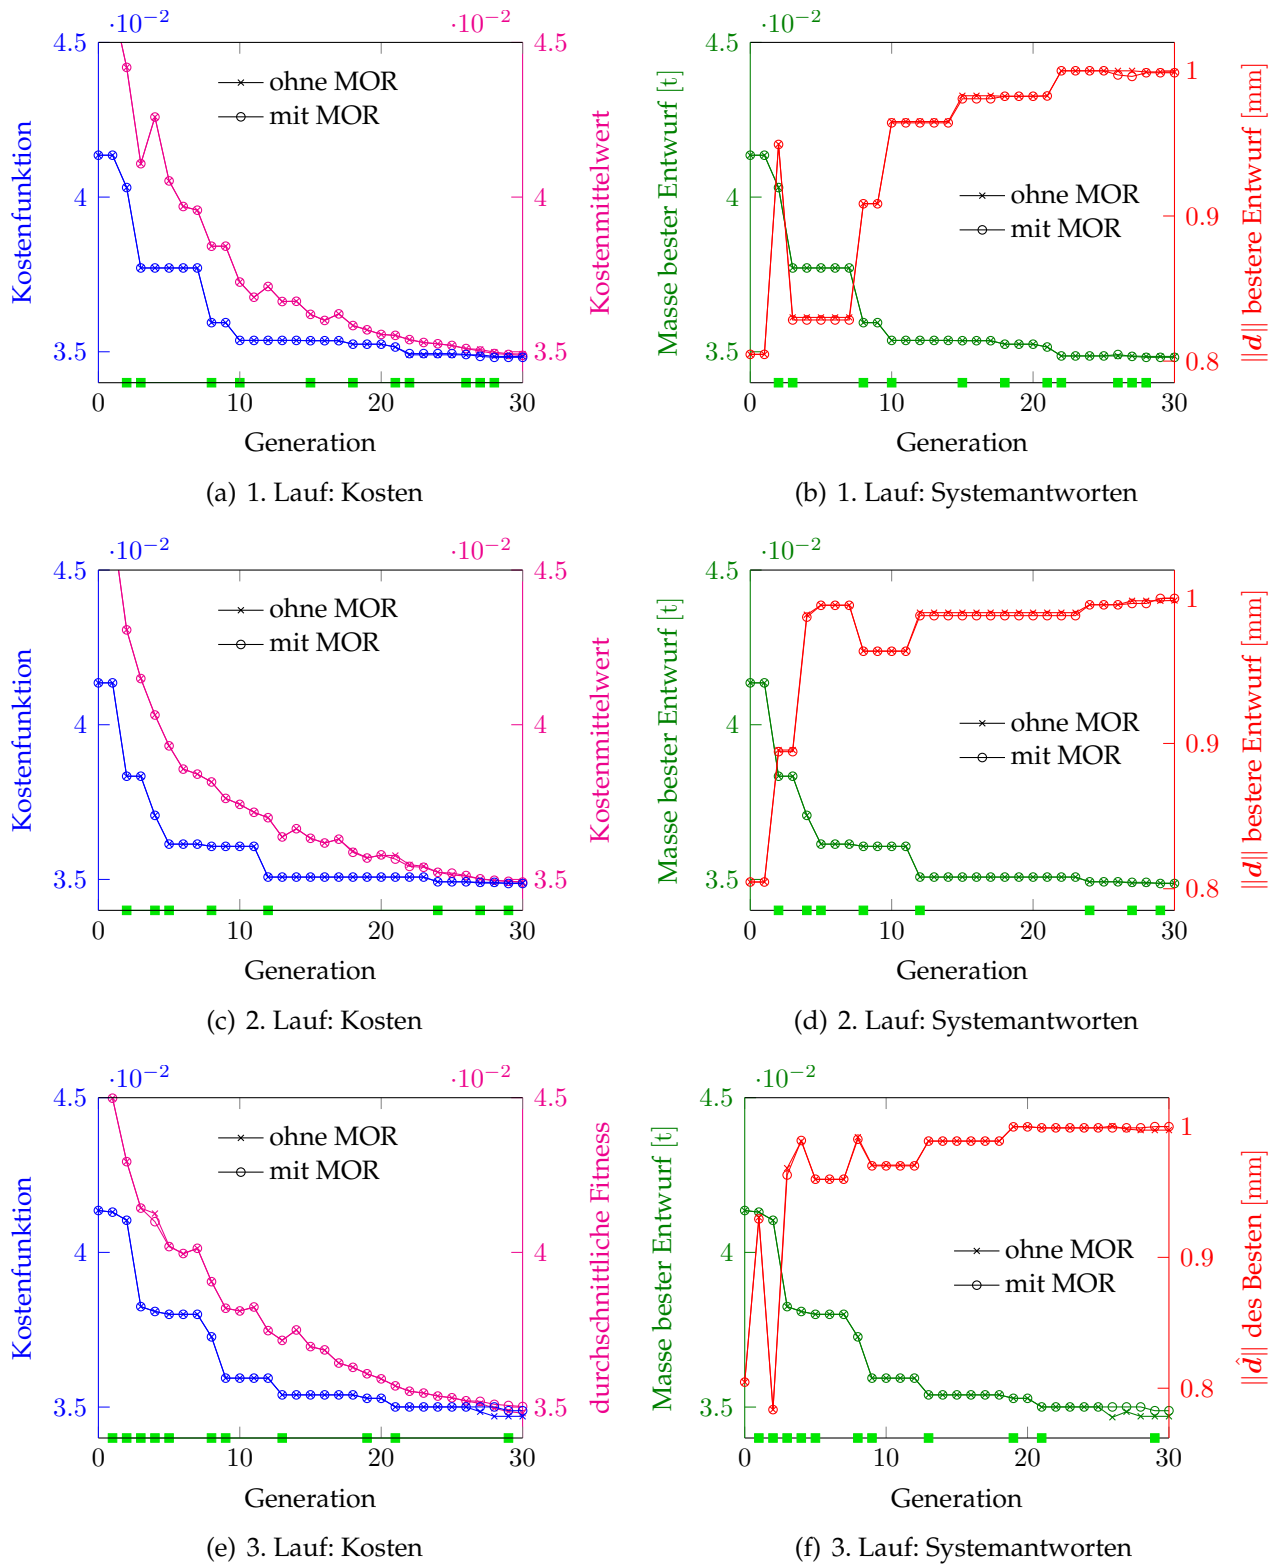 ·10−2 ·10−2
4.5 4.5
4 4
3.5 3.5
0 10 20 30
Kostenfunktion
Kostenmittelwert
ohne MOR
mit MOR
Generation
(a) 1. Lauf: Kosten
·10−2
4.5
4
3.5
1
0.9
0.8
0 10 20 30
Masse bester Entwurf [t]
||d|| bestere Entwurf [mm]
ohne MOR
mit MOR
Generation
(b) 1. Lauf: Systemantworten
·10−2 ·10−2
4.5 4.5
4 4
3.5 3.5
0 10 20 30
Kostenfunktion
Kostenmittelwert
ohne MOR
mit MOR
Generation
(c) 2. Lauf: Kosten
·10−2
4.5
4
3.5
1
0.9
0.8
0 10 20 30
Masse bester Entwurf [t]
||d|| bestere Entwurf [mm]
ohne MOR
mit MOR
Generation
(d) 2. Lauf: Systemantworten
·10−2 ·10−2
4.5 4.5
4 4
3.5 3.5
0 10 20 30
Kostenfunktion
durchschnittliche Fitness
ohne MOR
mit MOR
Generation
(e) 3. Lauf: Kosten
·10−2
4.5
4
3.5
1
0.9
0.8
0 10 20 30
Masse bester Entwurf [t]
||d̂|| des Besten [mm]
ohne MOR
mit MOR
Generation
(f) 3. Lauf: Systemantworten